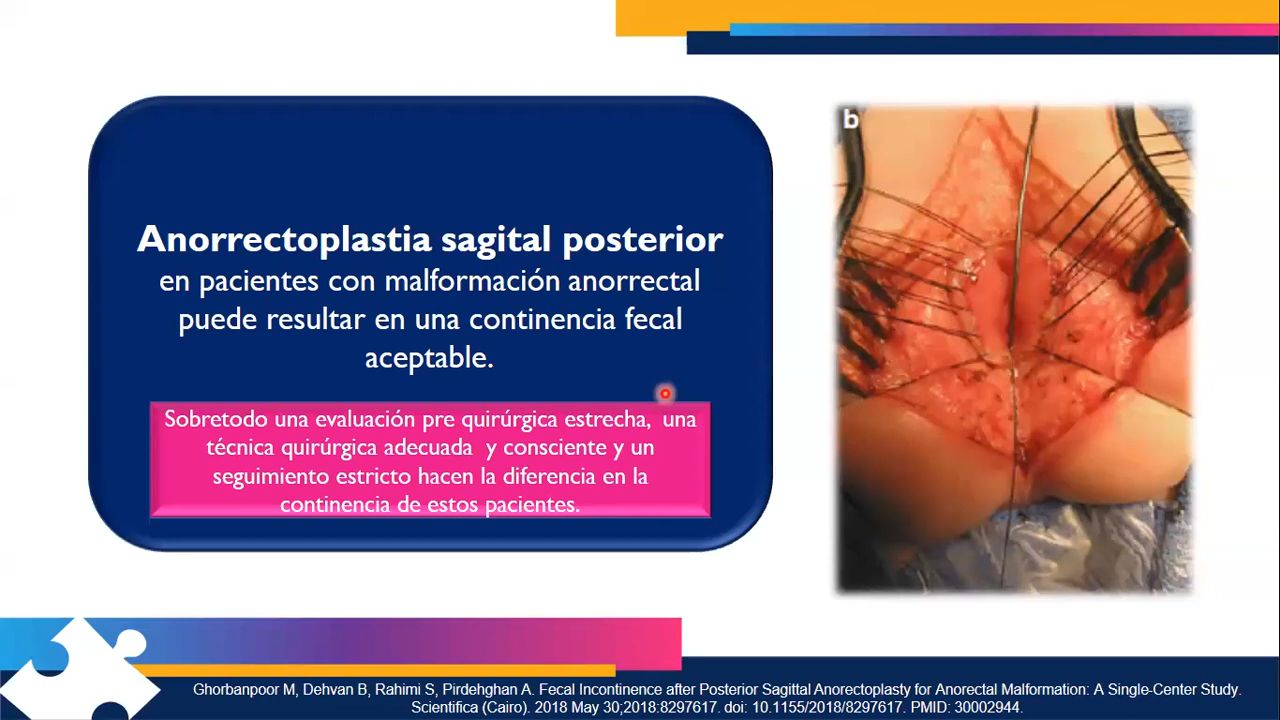 b
Anorrectoplastia sagital posterior
en pacientes con malformación anorrectal
puede resultar en una continencia fecal
aceptable.
Sobretodo una evaluación pre quirúrgica estrecha, una
técnica quirúrgica adecuada y consciente y un
seguimiento estricto hacen la diferencia en la
continencia de estos pacientes.
Ghorbanpoor M, Dehvan B, Rahimi S, Pirdehghan A. Fecal Incontinence after Posterior Sagittal Anorectoplasty for Anorectal Malformation: A Single-Center Study.
Scientifica (Cairo). 2018 May 30;2018:8297617. doi: 10.1155/2018/8297617. PMID: 30002944.